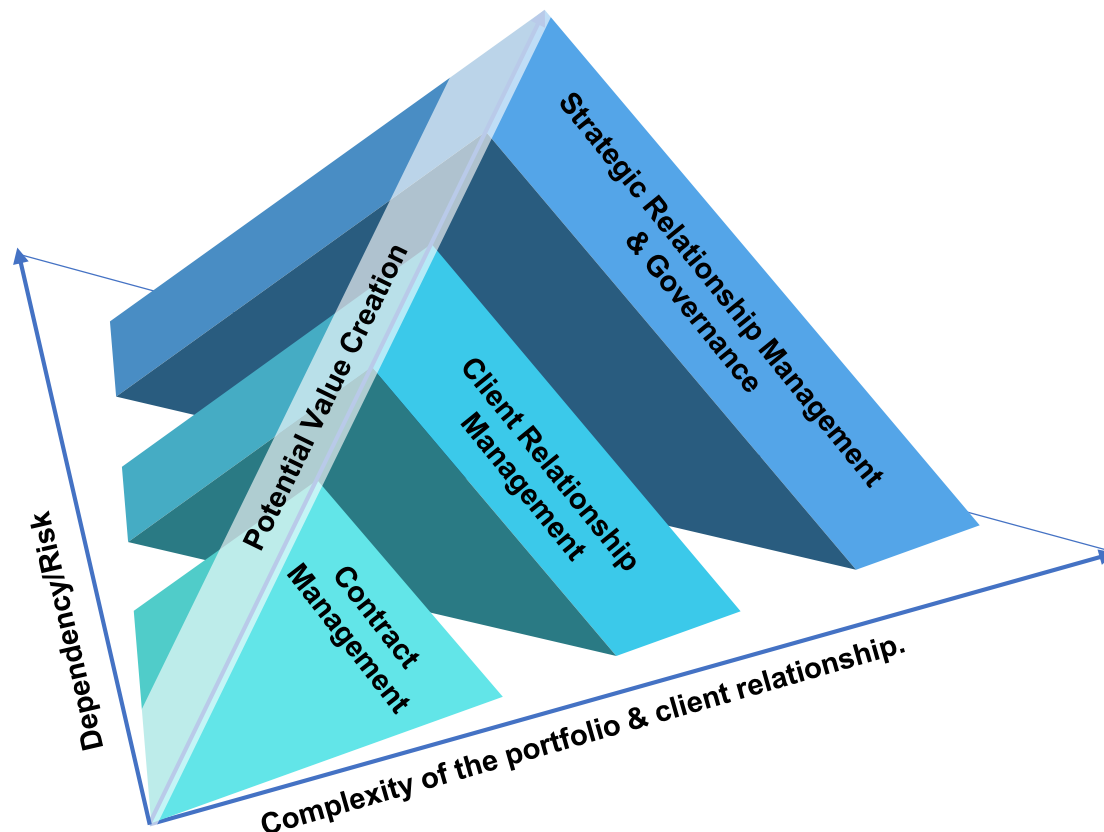 Strategic Relationship Management
& Governance
Potential Value Creation
Client Relationship
Management
Contract
Management
Dependency/Risk
Complexity of the portfolio & client relationship.